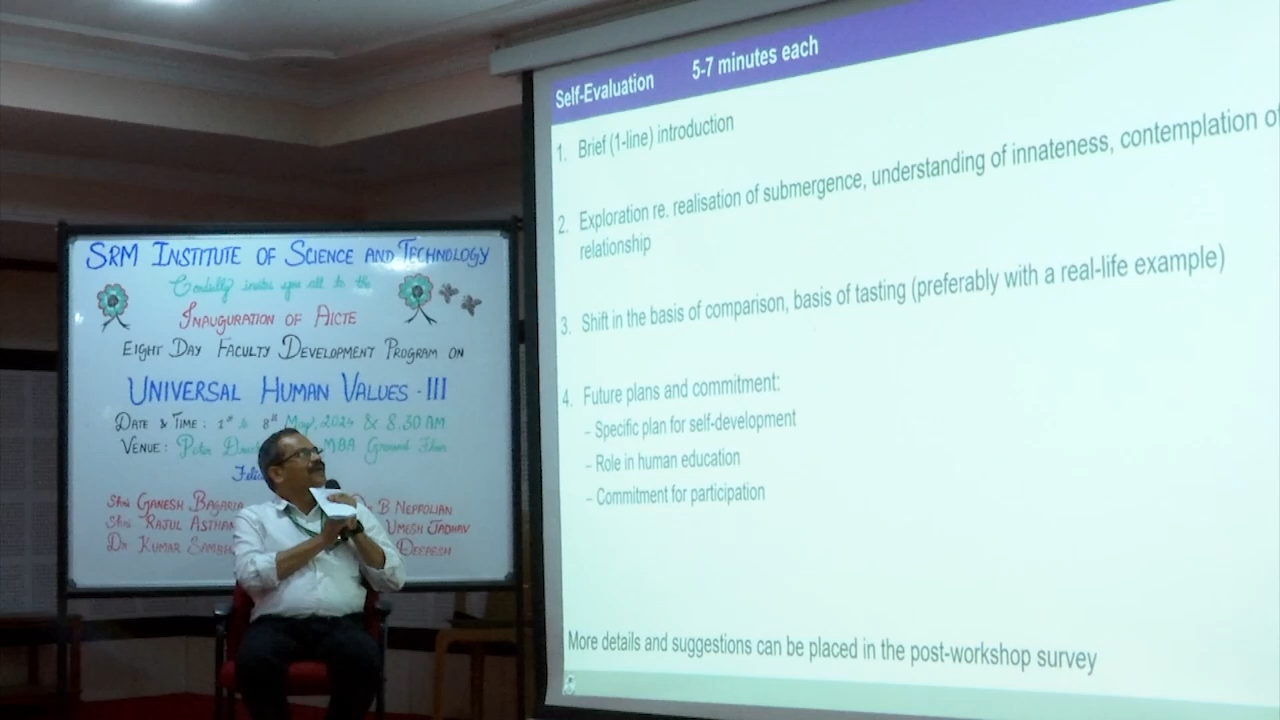 SRM INSTITUTE OF SCIENCE AND TECHNOLOGY
Cordially invites you all to the
INAUGURATION OF AICTE
EIGHT DAY FACULTY DEVELOPMENT PROGRAM ON
UNIVERSAL HUMAN VALUES - III
DATE & TIME : 1st to 8th May, 2024 & 8.30 AM
VENUE : MBA Ground Floor
Shri GANESH BAGARIA
Dr B NEPPOLIAN
Shri RAJUL ASTHAN
UMESH JADHAV
Dr KUMAR SAMBH
DEEPAGSH
Self-Evaluation 5-7 minutes each
1. Brief (1-line) introduction
2. Exploration re. realisation of submergence, understanding of innateness, contemplation of
relationship
3. Shift in the basis of comparison, basis of tasting (preferably with a real-life example)
4. Future plans and commitment:
– Specific plan for self-development
– Role in human education
– Commitment for participation
More details and suggestions can be placed in the post-workshop survey